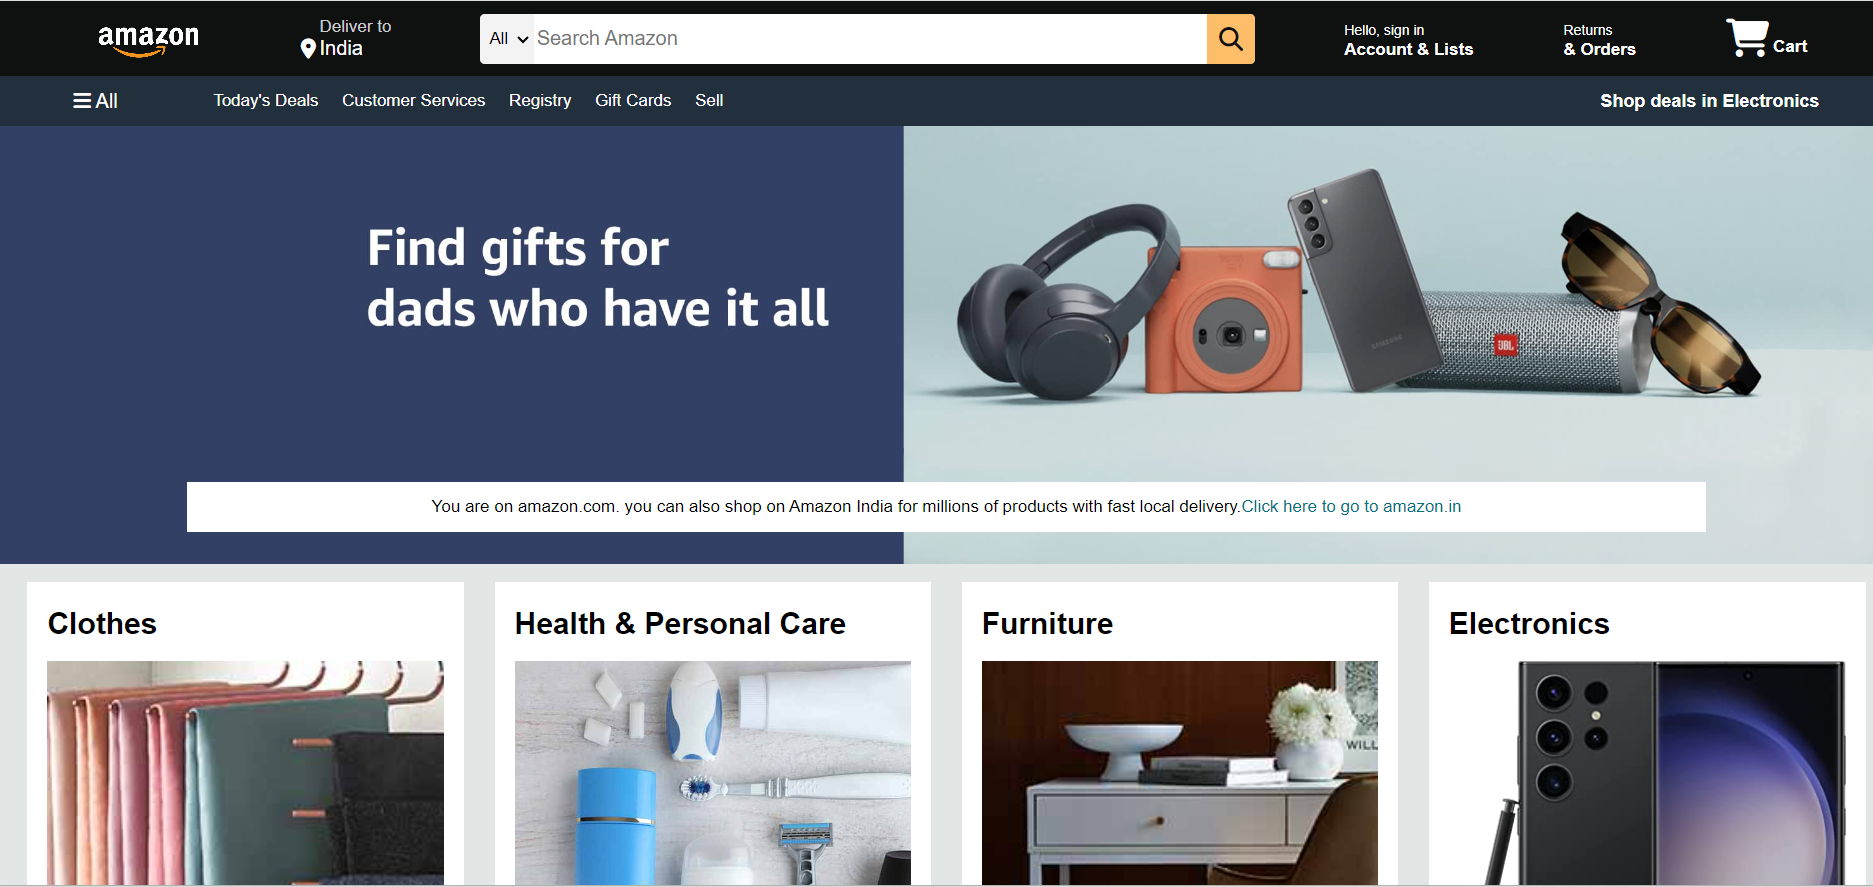 amazon
Deliver to
India
All
Search Amazon
Hello, sign in
Account & Lists
Returns
& Orders
Cart
All
Today's Deals
Customer Services
Registry
Gift Cards
Sell
Shop deals in Electronics
Find gifts for
dads who have it all
SAMSUNG
JBL
You are on amazon.com. you can also shop on Amazon India for millions of products with fast local delivery.Click here to go to amazon.in
Clothes
Health & Personal Care
Furniture
Electronics
WILL